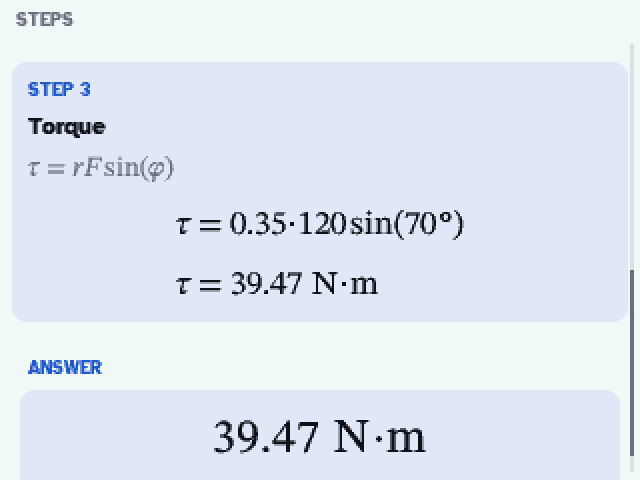 STEPS
STEP 3
Torque
τ = rF sin(φ)
τ = 0.35·120 sin(70°)
τ = 39.47 N·m
ANSWER
39.47 N·m